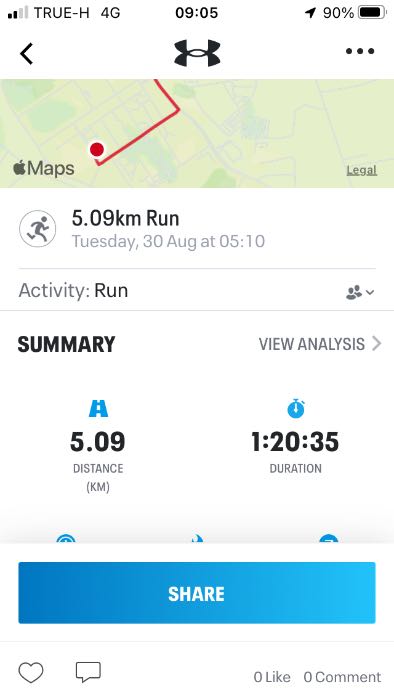 TRUE-H 4G 09:05 90%
Maps Legal
5.09km Run
Tuesday, 30 Aug at 05:10
Activity: Run
SUMMARY VIEW ANALYSIS
5.09 1:20:35
DISTANCE DURATION
(KM)
SHARE
0 Like 0 Comment